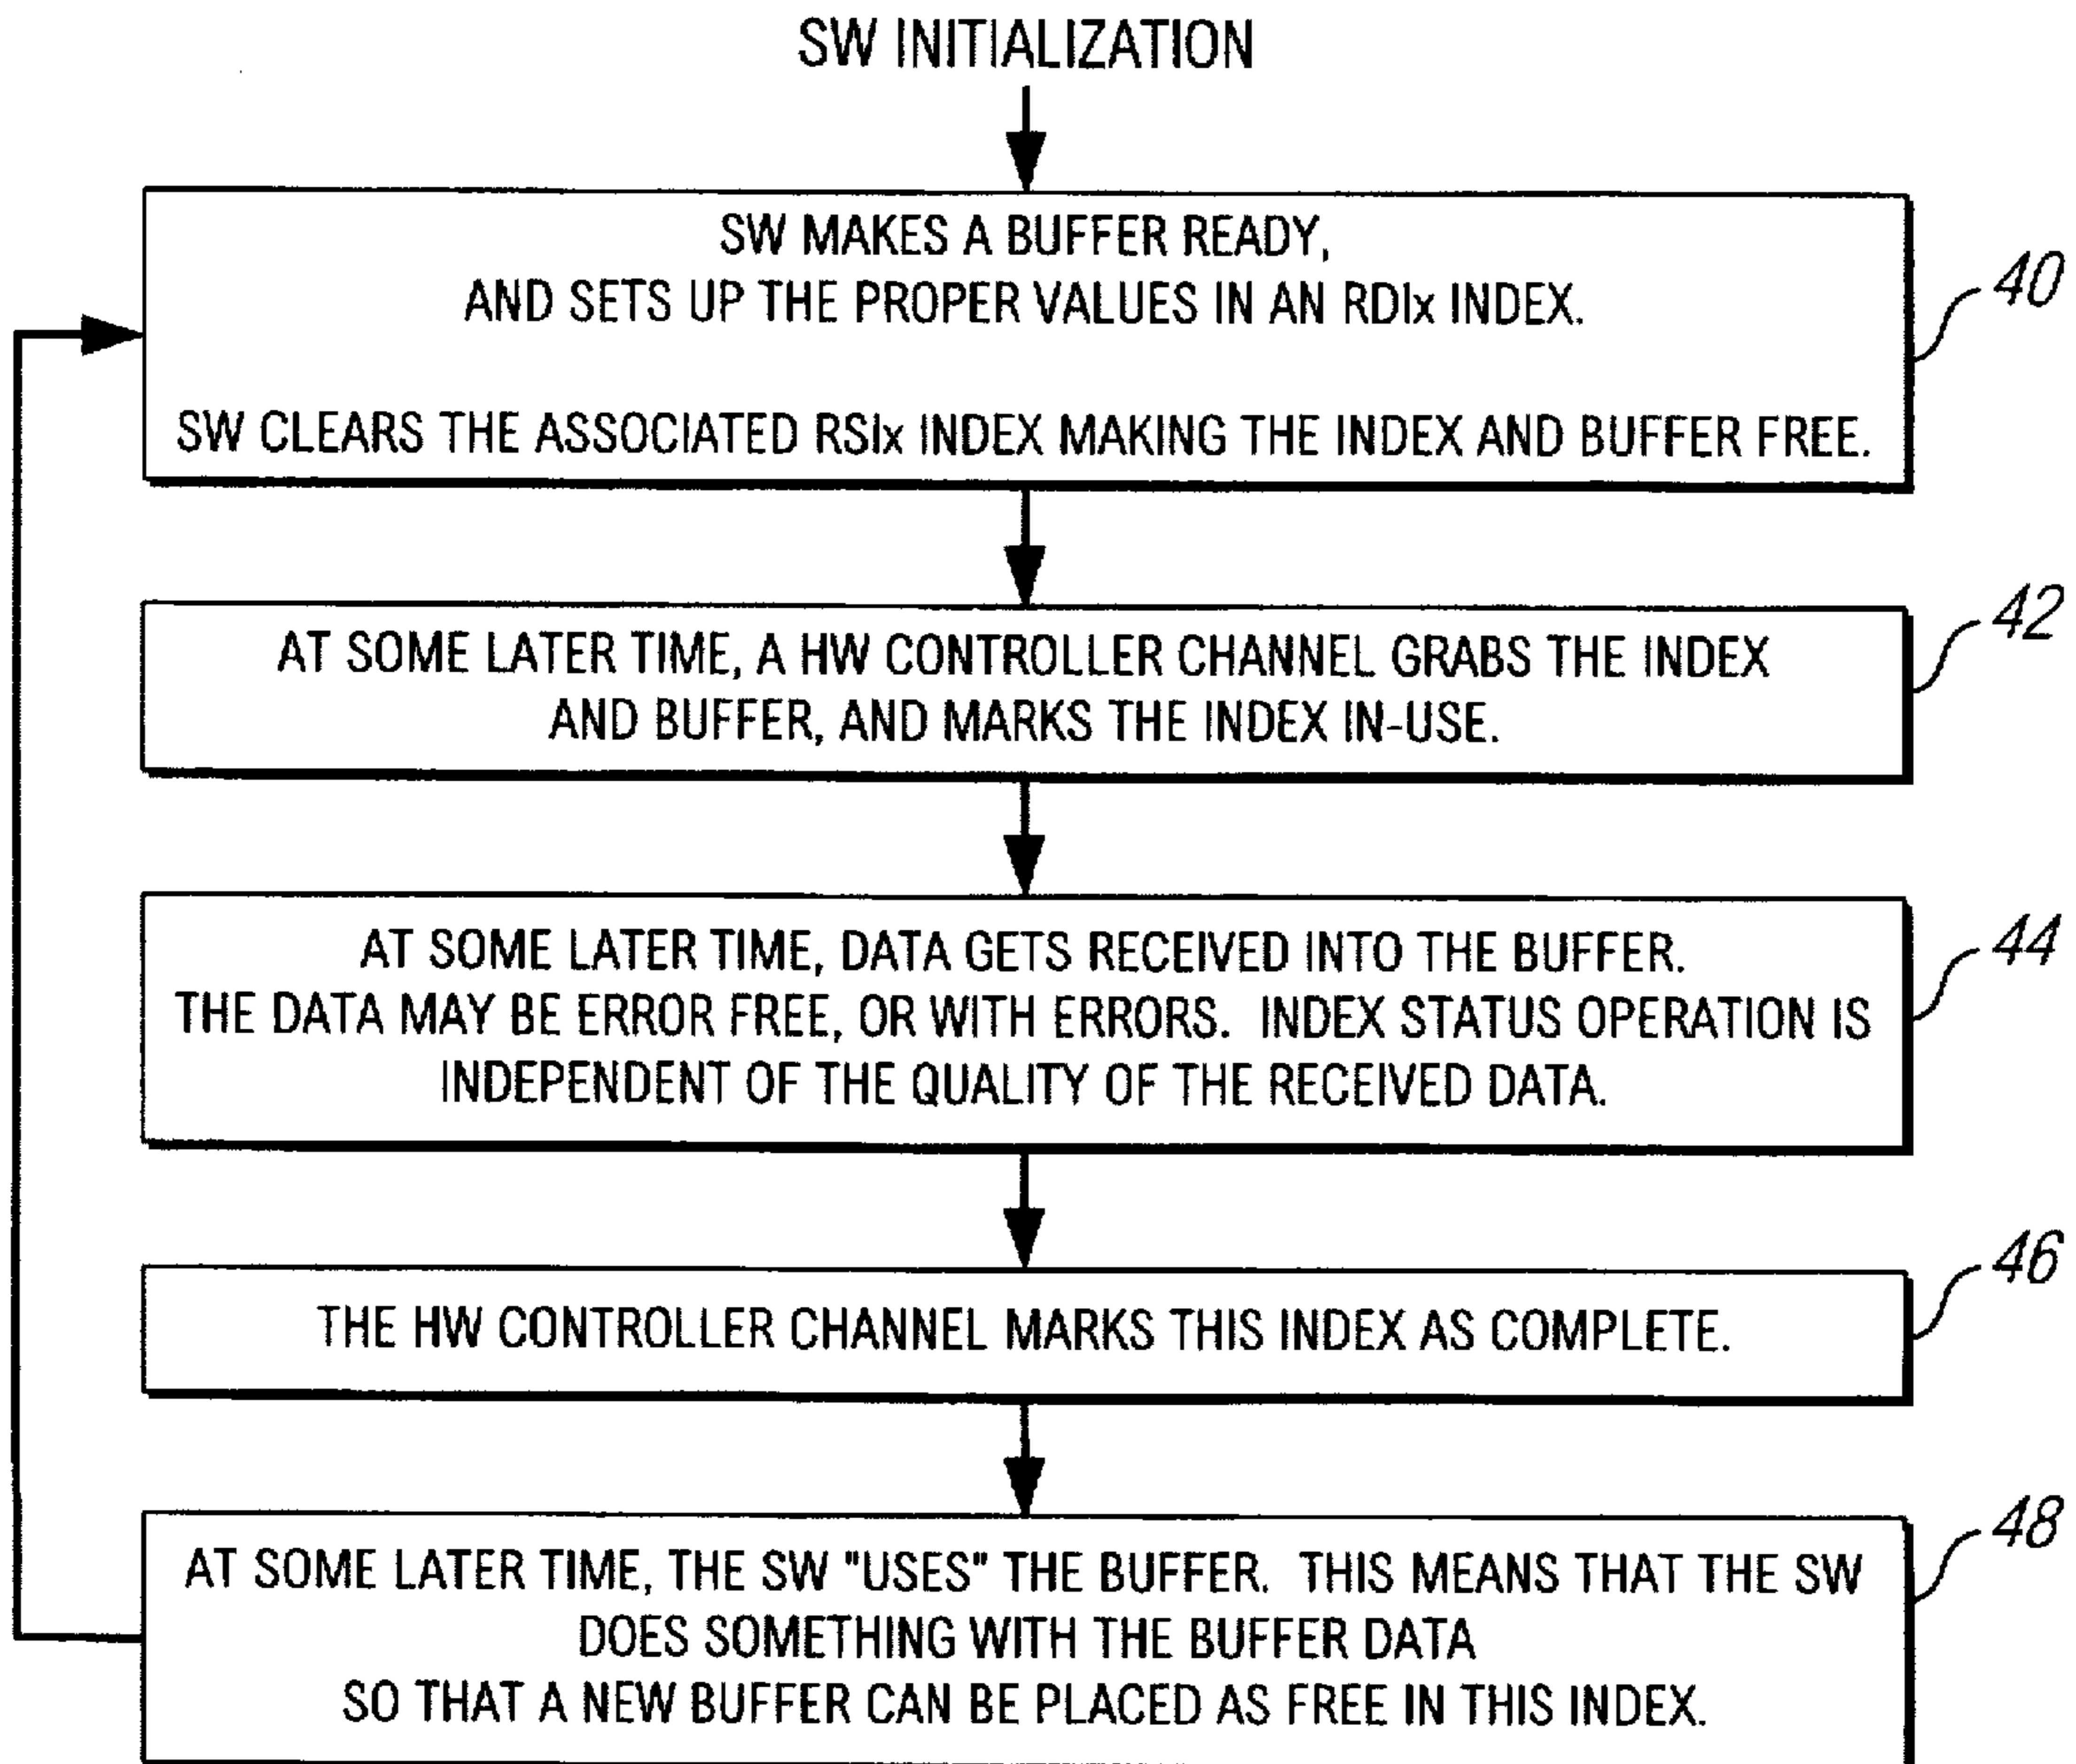 SW INITIALIZATION
SW MAKES A BUFFER READY,
AND SETS UP THE PROPER VALUES IN AN RDIx INDEX.
SW CLEARS THE ASSOCIATED RSIx INDEX MAKING THE INDEX AND BUFFER FREE.
40
AT SOME LATER TIME, A HW CONTROLLER CHANNEL GRABS THE INDEX
AND BUFFER, AND MARKS THE INDEX IN-USE.
42
AT SOME LATER TIME, DATA GETS RECEIVED INTO THE BUFFER.
THE DATA MAY BE ERROR FREE, OR WITH ERRORS. INDEX STATUS OPERATION IS
INDEPENDENT OF THE QUALITY OF THE RECEIVED DATA.
44
THE HW CONTROLLER CHANNEL MARKS THIS INDEX AS COMPLETE.
46
AT SOME LATER TIME, THE SW "USES" THE BUFFER. THIS MEANS THAT THE SW
DOES SOMETHING WITH THE BUFFER DATA
SO THAT A NEW BUFFER CAN BE PLACED AS FREE IN THIS INDEX.
48